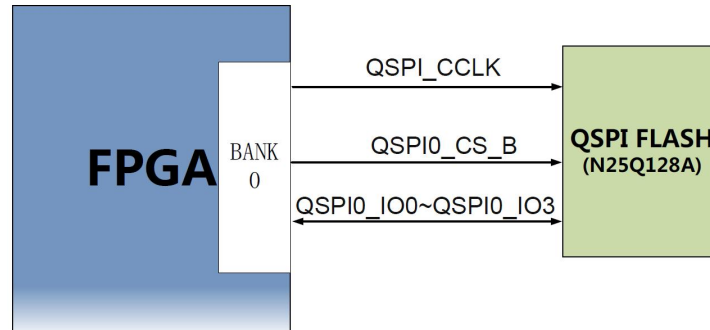 FPGA
BANK
0
QSPI_CCLK
QSPI0_CS_B
QSPI0_IO0~QSPI0_IO3
QSPI FLASH
(N25Q128A)